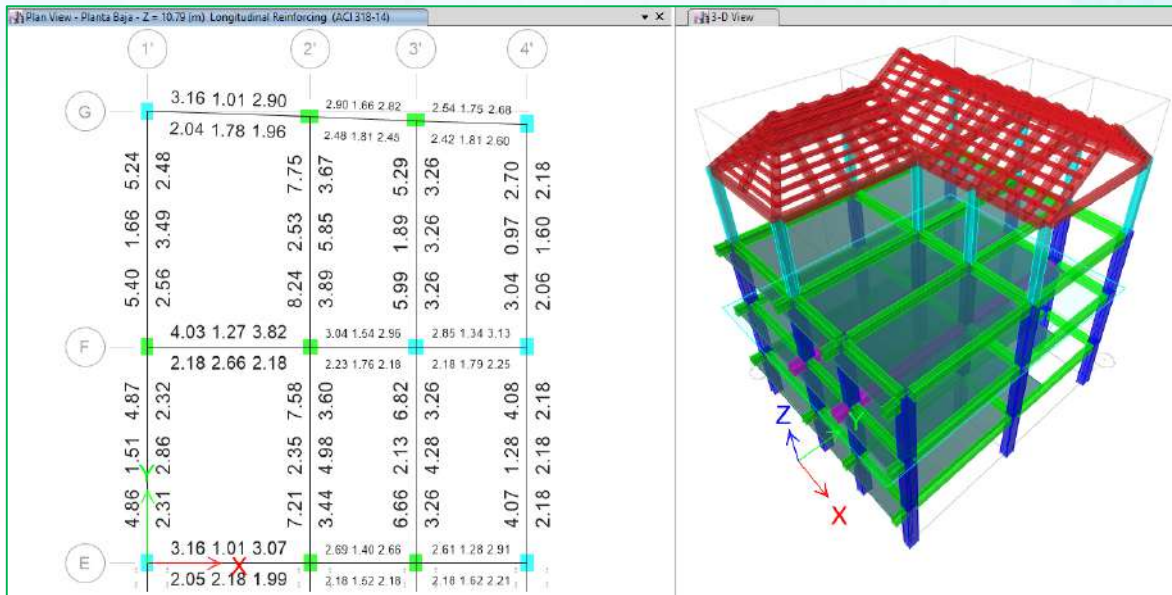 Plan View - Planta Baja - Z = 10.79 (m) Longitudinal Reinforcing (ACI 318-14)
3-D View
1' 2' 3' 4'
G
3.16 1.01 2.90
2.90 1.66 2.82
2.54 1.75 2.68
2.04 1.78 1.96
2.48 1.81 2.45
2.42 1.81 2.60
5.40 1.66 5.24
2.56 3.49 2.48
8.24 2.53 7.75
3.89 5.85 3.67
5.99 1.89 5.29
3.26 3.26 3.26
3.04 0.97 2.70
2.06 1.60 2.18
F
4.03 1.27 3.82
3.04 1.54 2.96
2.85 1.34 3.13
2.18 2.66 2.18
2.23 1.76 2.18
2.18 1.79 2.25
4.86 1.51 4.87
2.31 2.86 2.32
7.21 2.35 7.58
3.44 4.98 3.60
6.66 2.13 6.82
3.26 4.28 3.26
4.07 1.28 4.08
2.18 2.18 2.18
Y
E
3.16 1.01 3.07
2.69 1.40 2.66
2.61 1.28 2.91
X
2.05 2.18 1.99
2.18 1.52 2.18
2.18 1.62 2.21
Z
Y
X